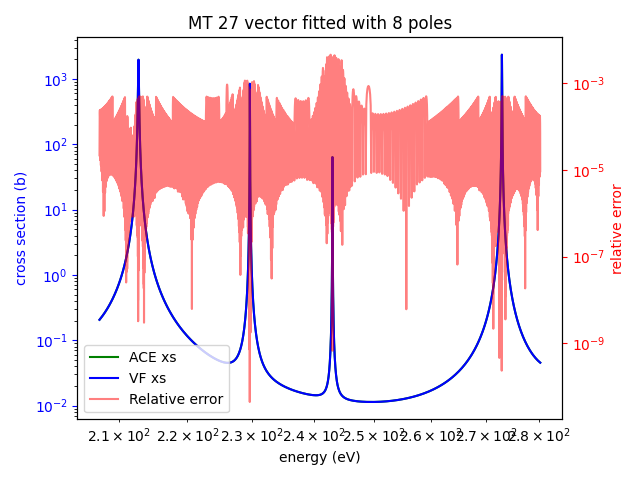 MT 27 vector fitted with 8 poles
10³
10²
10¹
10⁰
10⁻¹
10⁻²
cross section (b)
10⁻³
10⁻⁵
10⁻⁷
10⁻⁹
relative error
ACE xs
VF xs
Relative error
2.1 × 10² 2.2 × 10² 2.3 × 10² 2.4 × 10² 2.5 × 10² 2.6 × 10² 2.7 × 10² 2.8 × 10²
energy (eV)